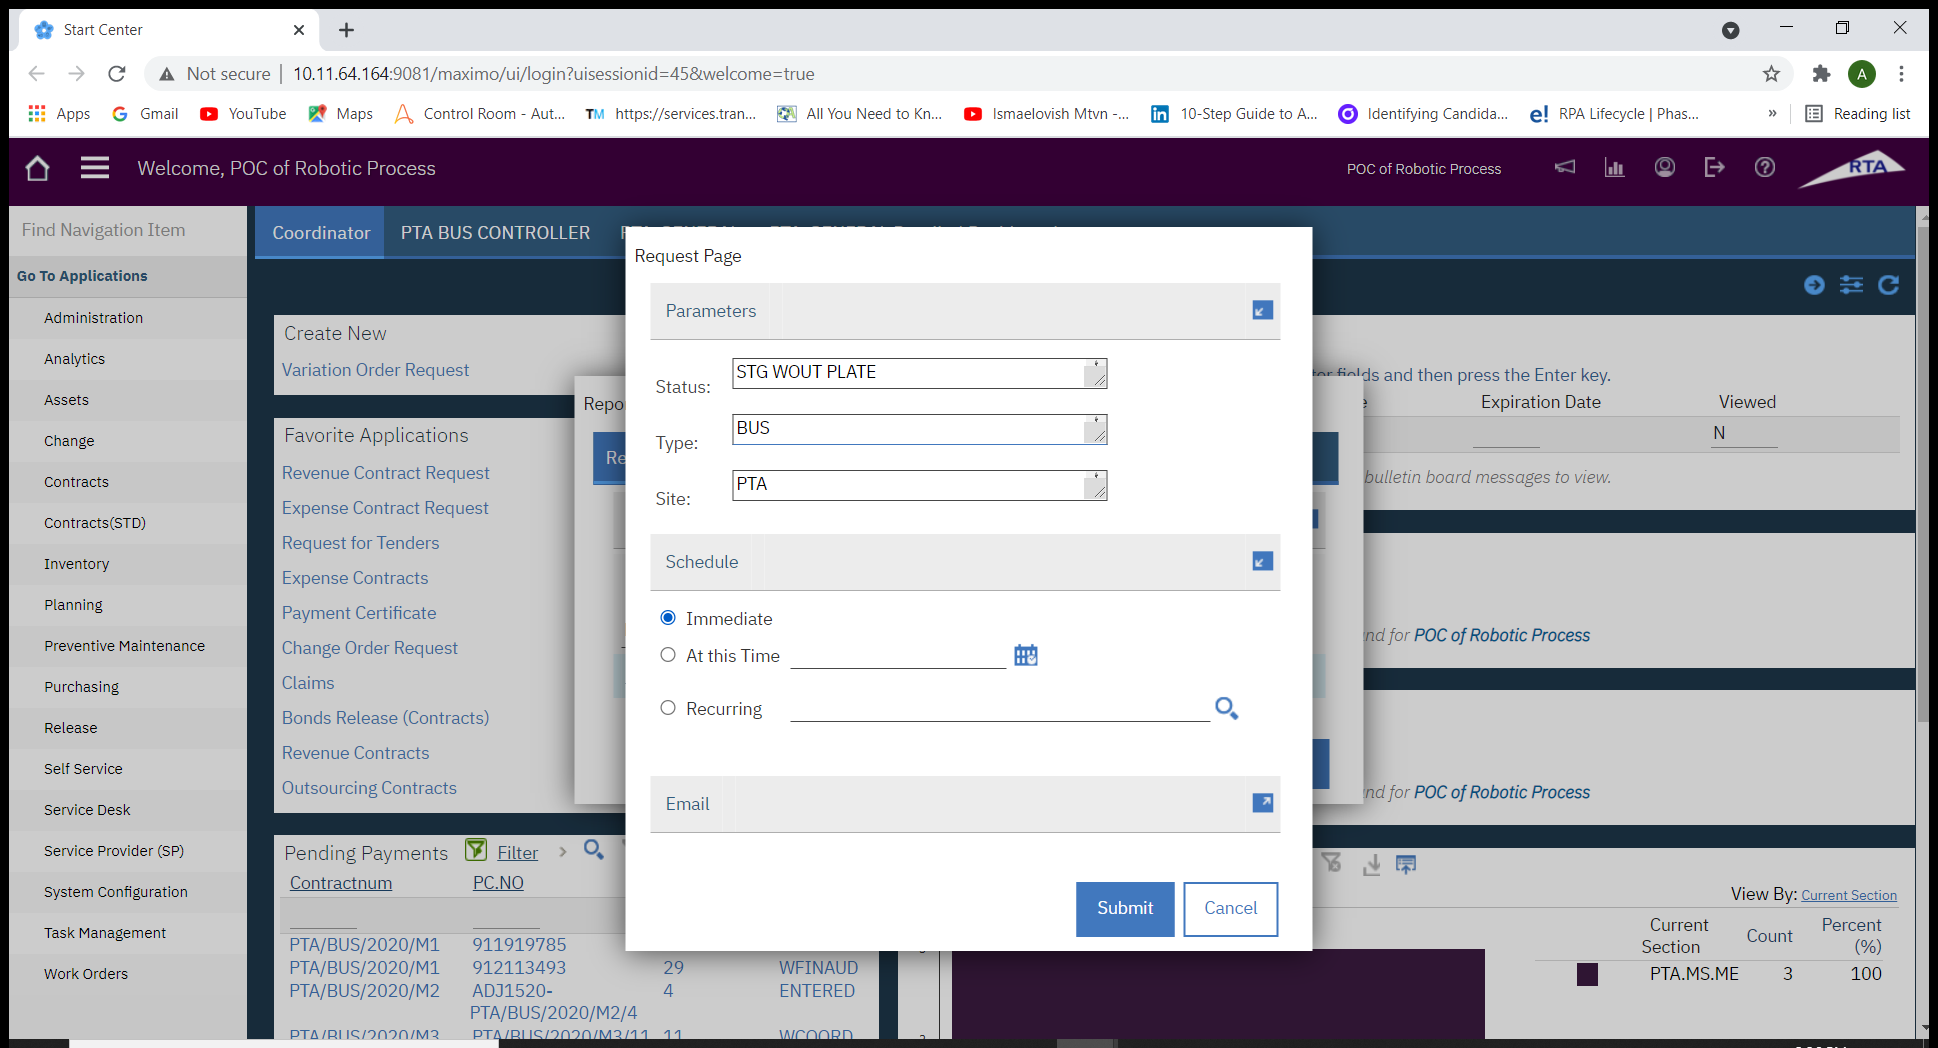 Start Center
Not secure | 10.11.64.164:9081/maximo/ui/login?uisessionid=45&welcome=true
A
Apps Gmail YouTube Maps Control Room - Aut... TM https://services.tran... All You Need to Kn... Ismaelovish Mtvn -... 10-Step Guide to A... Identifying Candida... e! RPA Lifecycle | Phas... » Reading list
Welcome, POC of Robotic Process
POC of Robotic Process
RTA
Find Navigation Item
Go To Applications
Administration
Analytics
Assets
Change
Contracts
Contracts(STD)
Inventory
Planning
Preventive Maintenance
Purchasing
Release
Self Service
Service Desk
Service Provider (SP)
System Configuration
Task Management
Work Orders
Coordinator PTA BUS CONTROLLER
Create New
Variation Order Request
Favorite Applications
Revenue Contract Request
Expense Contract Request
Request for Tenders
Expense Contracts
Payment Certificate
Change Order Request
Claims
Bonds Release (Contracts)
Revenue Contracts
Outsourcing Contracts
Pending Payments Filter
Contractnum PC.NO
PTA/BUS/2020/M1 911919785
PTA/BUS/2020/M1 912113493 29 WFINAUD
PTA/BUS/2020/M2 ADJ1520-
PTA/BUS/2020/M2/4 4 ENTERED
PTA/BUS/2020/M3 PTA/BUS/2020/M3/11 11 WCOORD
Repo
Re
Request Page
Parameters
Status: STG WOUT PLATE
Type: BUS
Site: PTA
Schedule
Immediate
At this Time
Recurring
Email
Submit Cancel
fields and then press the Enter key.
Expiration Date Viewed
N
bulletin board messages to view.
nd for POC of Robotic Process
nd for POC of Robotic Process
View By: Current Section
Current Section Count Percent (%)
PTA.MS.ME 3 100